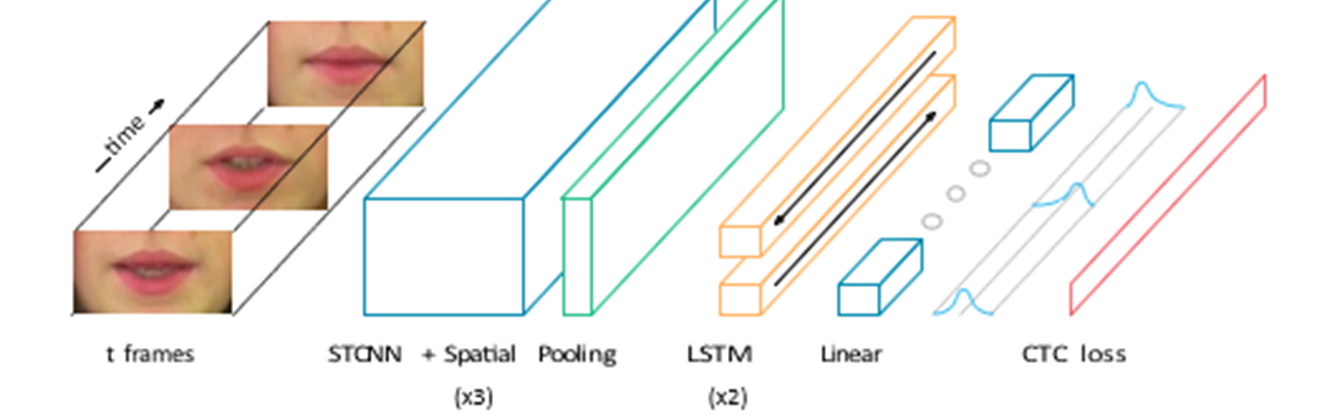 time
t frames STCNN + Spatial Pooling LSTM Linear CTC loss
(x3) (x2)